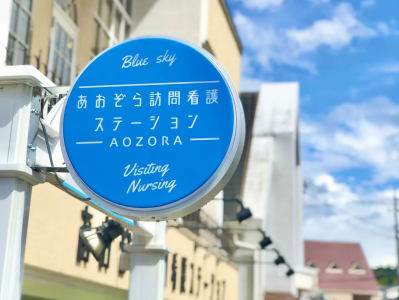 Blue sky
あおぞら訪問看護
ステーション
AOZORA
Visiting
Nursing